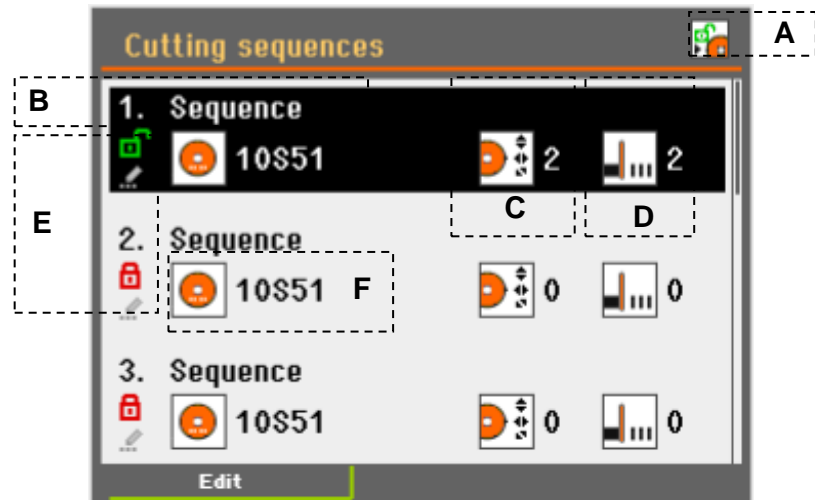 Cutting sequences
A
B
1. Sequence
10S51 2 2
C
D
E
2. Sequence
10S51 F 0 0
3. Sequence
10S51 0 0
Edit